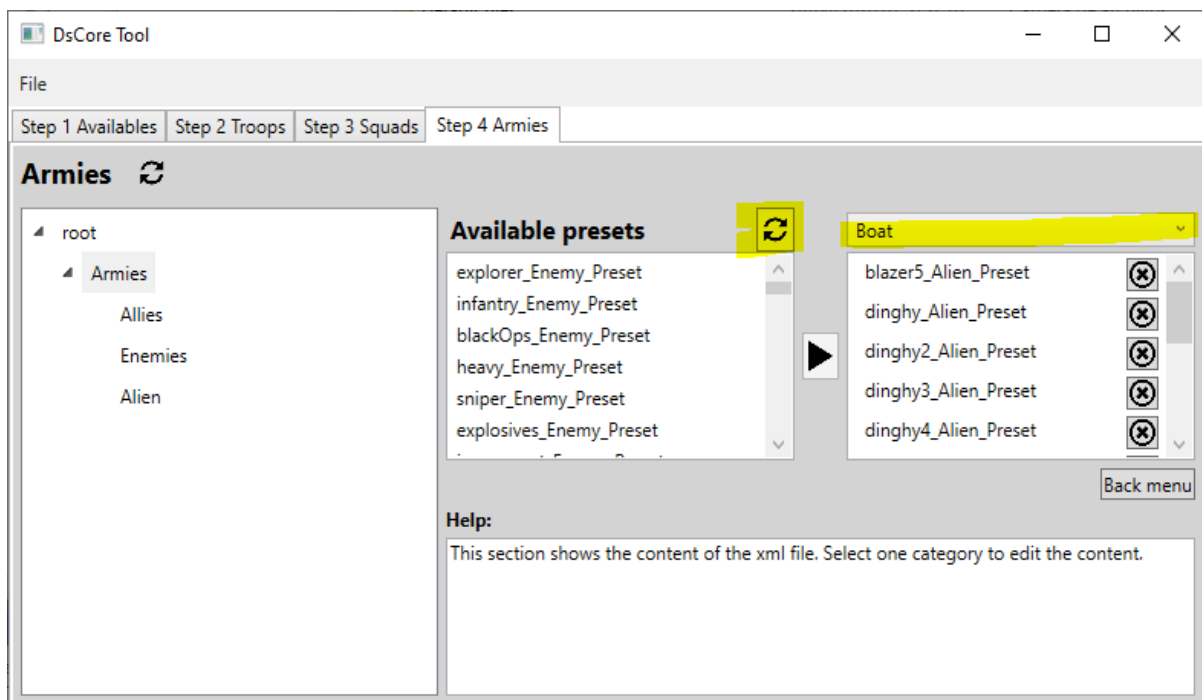 DsCore Tool
File
Step 1 Availables
Step 2 Troops
Step 3 Squads
Step 4 Armies
Armies
root
Armies
Allies
Enemies
Alien
Available presets
explorer_Enemy_Preset
infantry_Enemy_Preset
blackOps_Enemy_Preset
heavy_Enemy_Preset
sniper_Enemy_Preset
explosives_Enemy_Preset
Boat
blazer5_Alien_Preset
dinghy_Alien_Preset
dinghy2_Alien_Preset
dinghy3_Alien_Preset
dinghy4_Alien_Preset
Back menu
Help:
This section shows the content of the xml file. Select one category to edit the content.